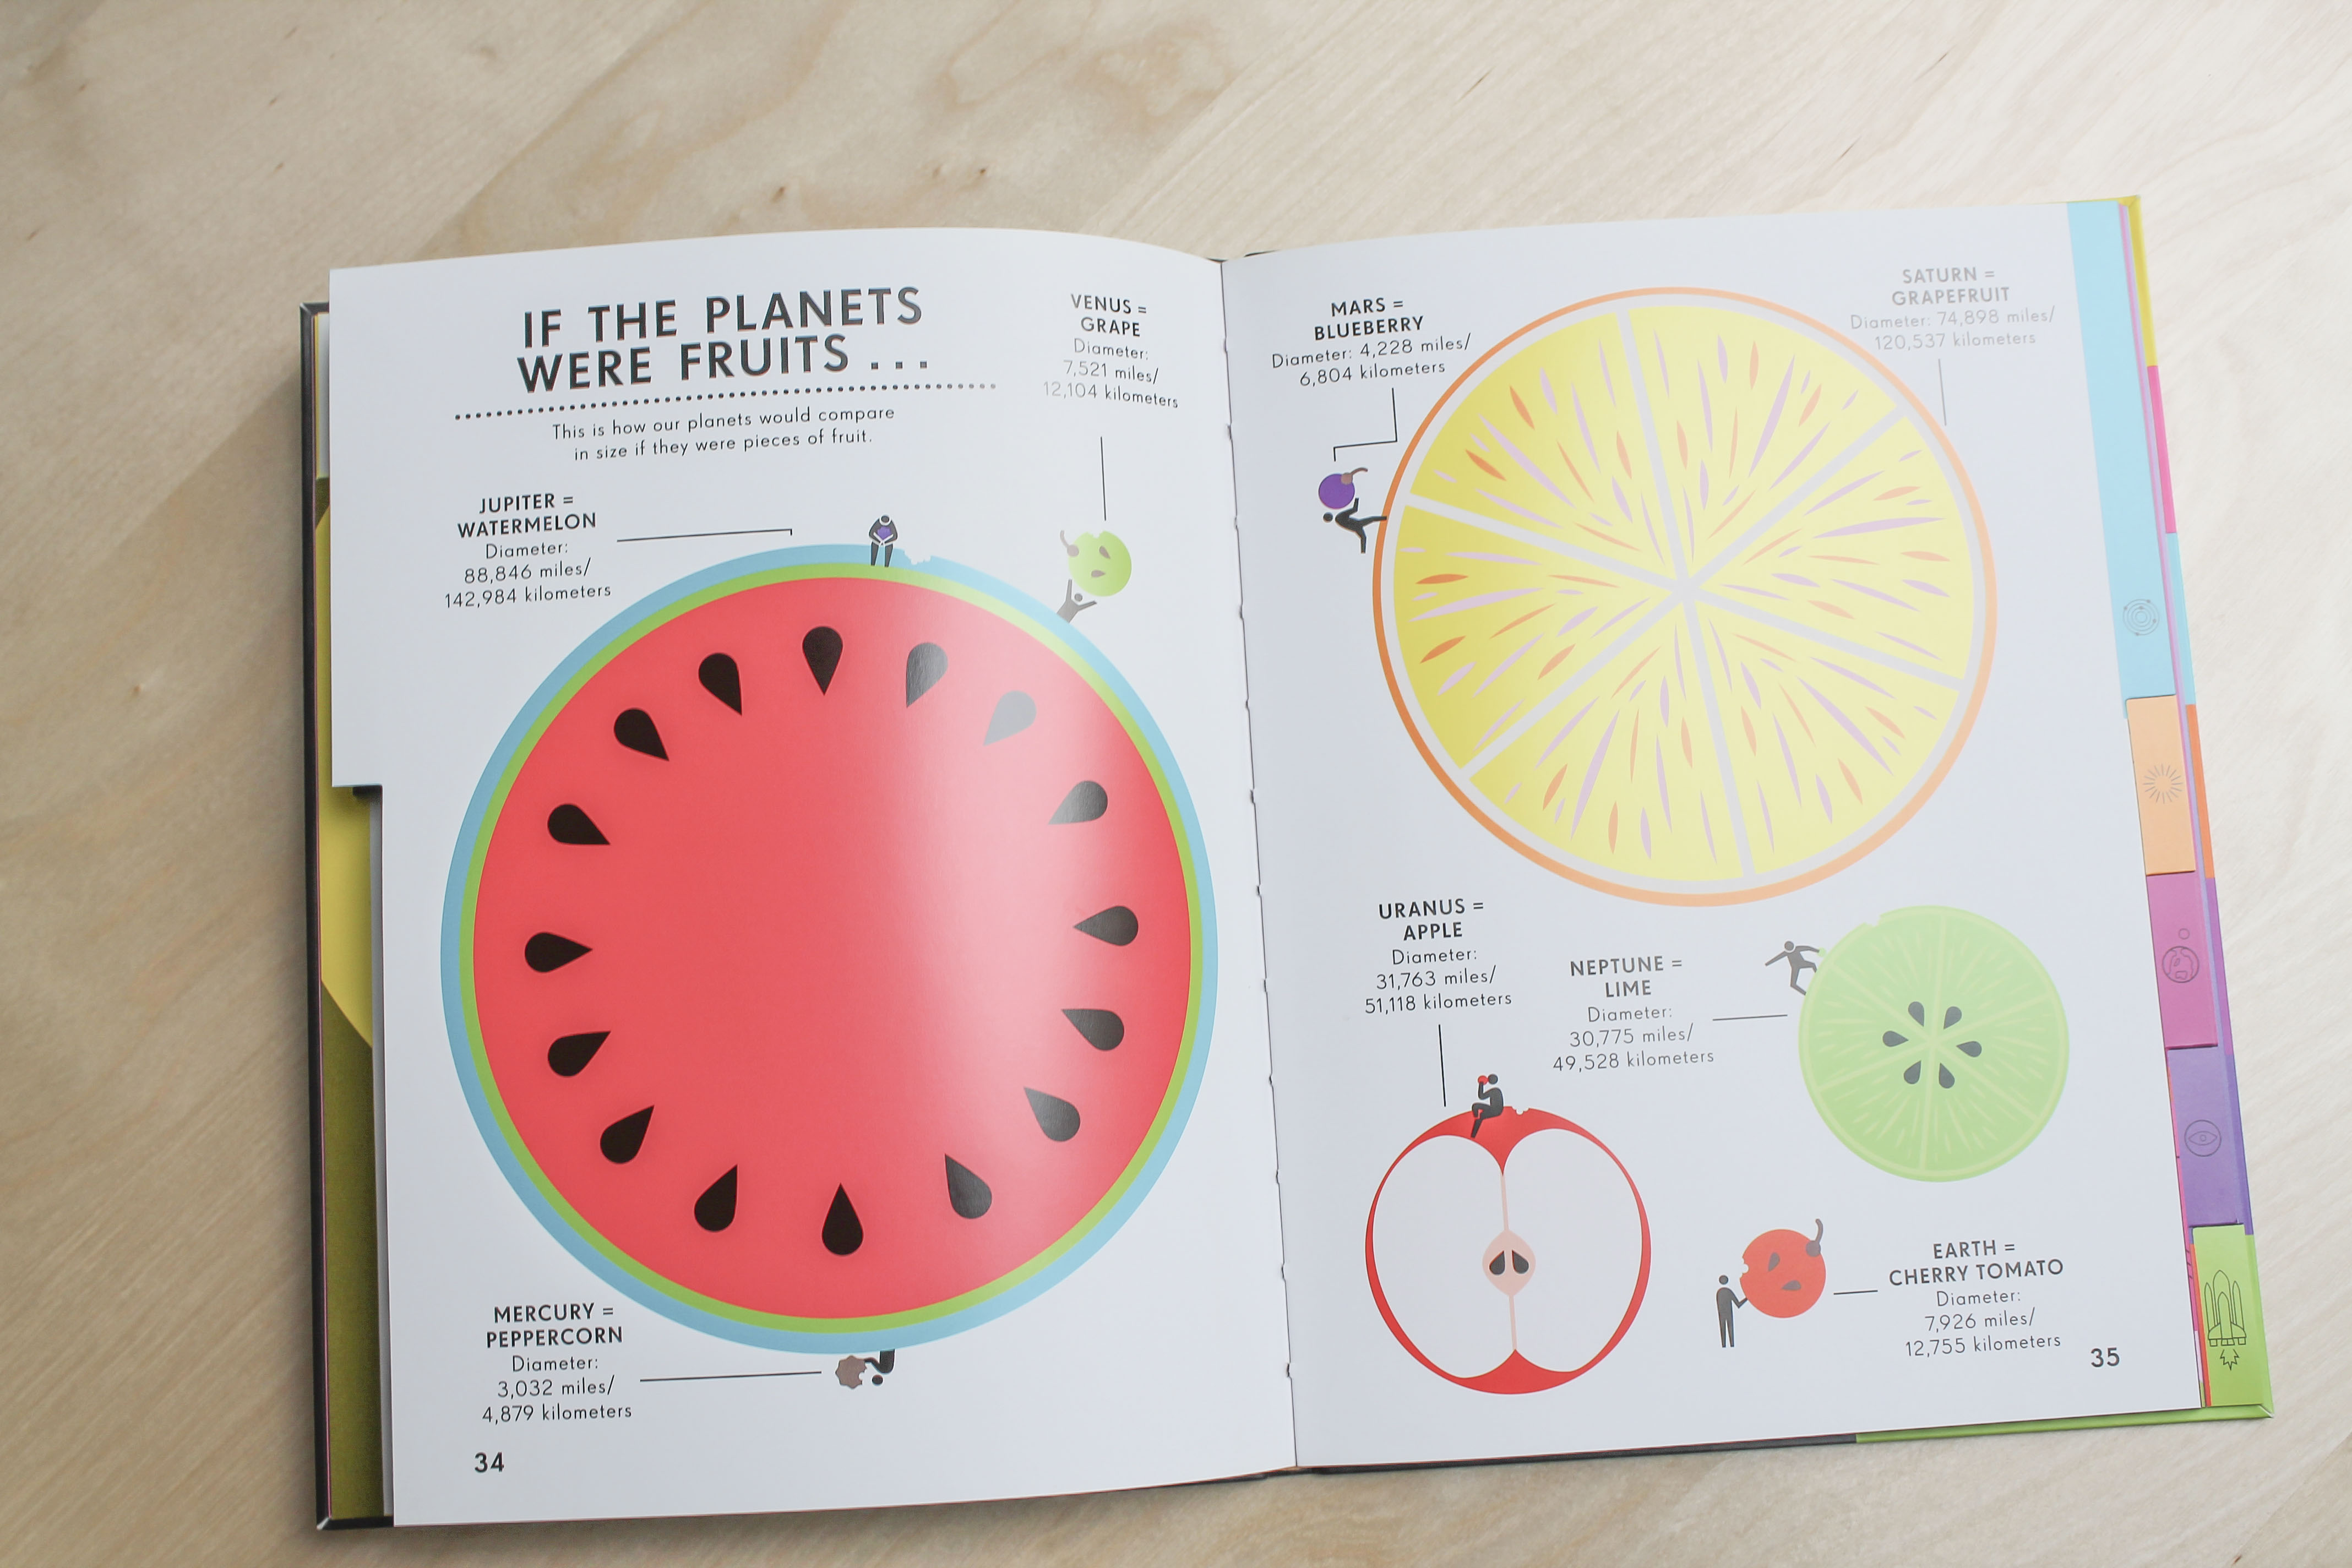 IF THE PLANETS
WERE FRUITS . . .
This is how our planets would compare
in size if they were pieces of fruit.
JUPITER =
WATERMELON
Diameter:
88,846 miles/
142,984 kilometers
VENUS =
GRAPE
Diameter:
7,521 miles/
12,104 kilometers
MERCURY =
PEPPERCORN
Diameter:
3,032 miles/
4,879 kilometers
34
MARS =
BLUEBERRY
Diameter: 4,228 miles/
6,804 kilometers
SATURN =
GRAPEFRUIT
Diameter: 74,898 miles/
120,537 kilometers
URANUS =
APPLE
Diameter:
31,763 miles/
51,118 kilometers
NEPTUNE =
LIME
Diameter:
30,775 miles/
49,528 kilometers
EARTH =
CHERRY TOMATO
Diameter:
7,926 miles/
12,755 kilometers
35